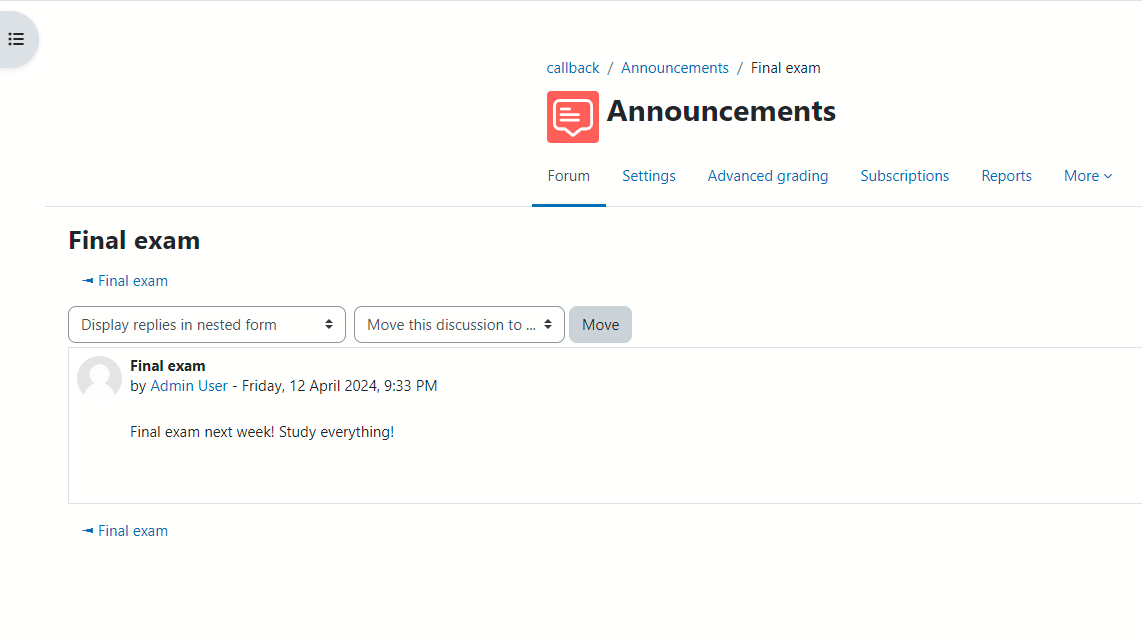 callback / Announcements / Final exam
Announcements
Forum Settings Advanced grading Subscriptions Reports More
Final exam
Final exam
Display replies in nested form Move this discussion to ... Move
Final exam
by Admin User - Friday, 12 April 2024, 9:33 PM
Final exam next week! Study everything!
Final exam